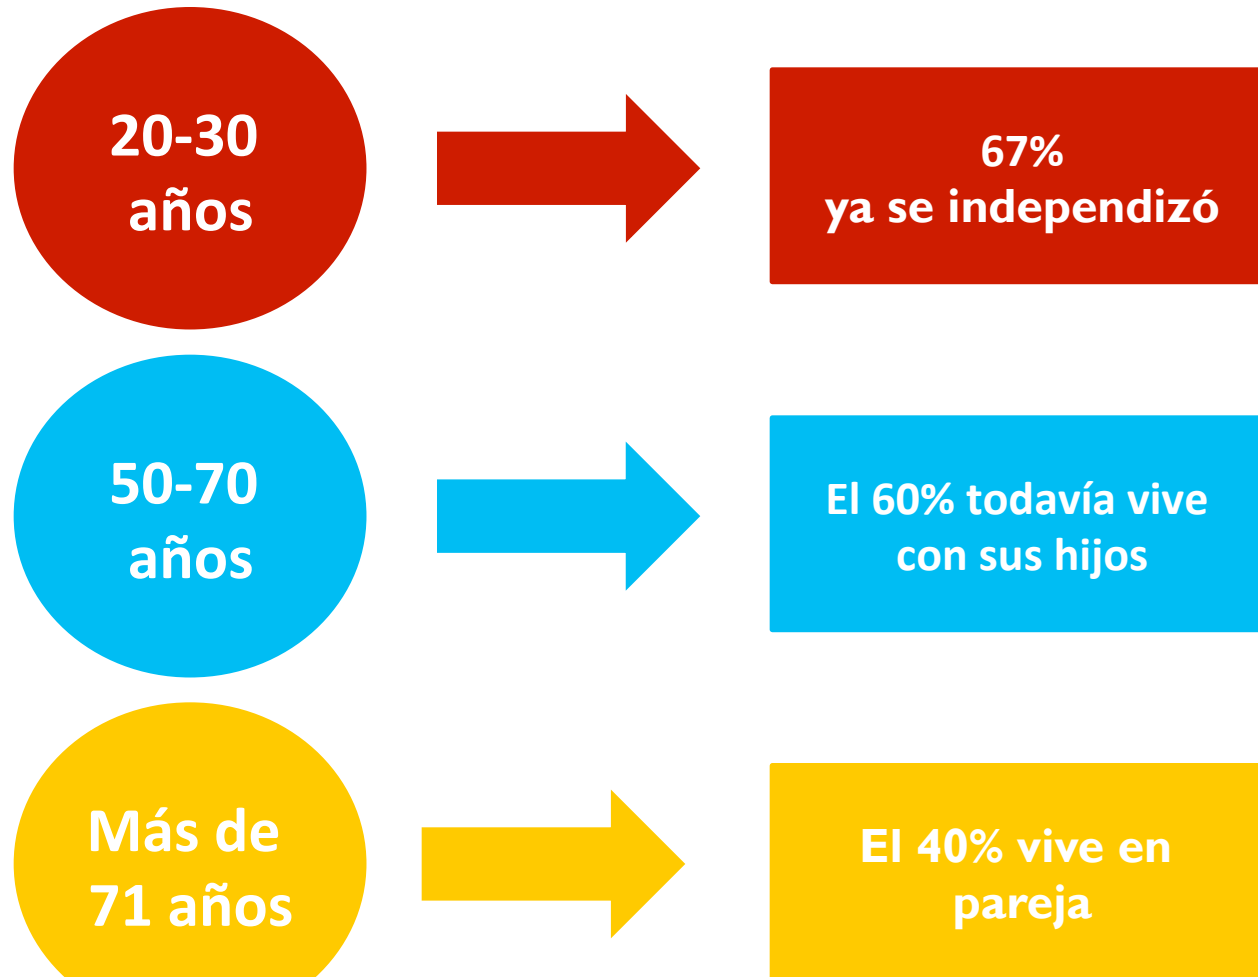 20-30
años
67%
ya se independizó
50-70
años
El 60% todavía vive
con sus hijos
Más de
71 años
El 40% vive en
pareja